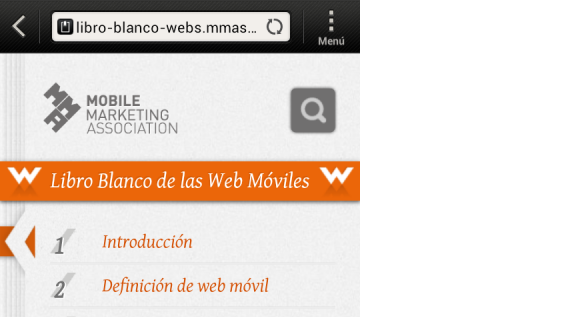 libro-blanco-webs.mmas...
Menú
MOBILE
MARKETING
ASSOCIATION
Libro Blanco de las Web Móviles
1 Introducción
2 Definición de web móvil